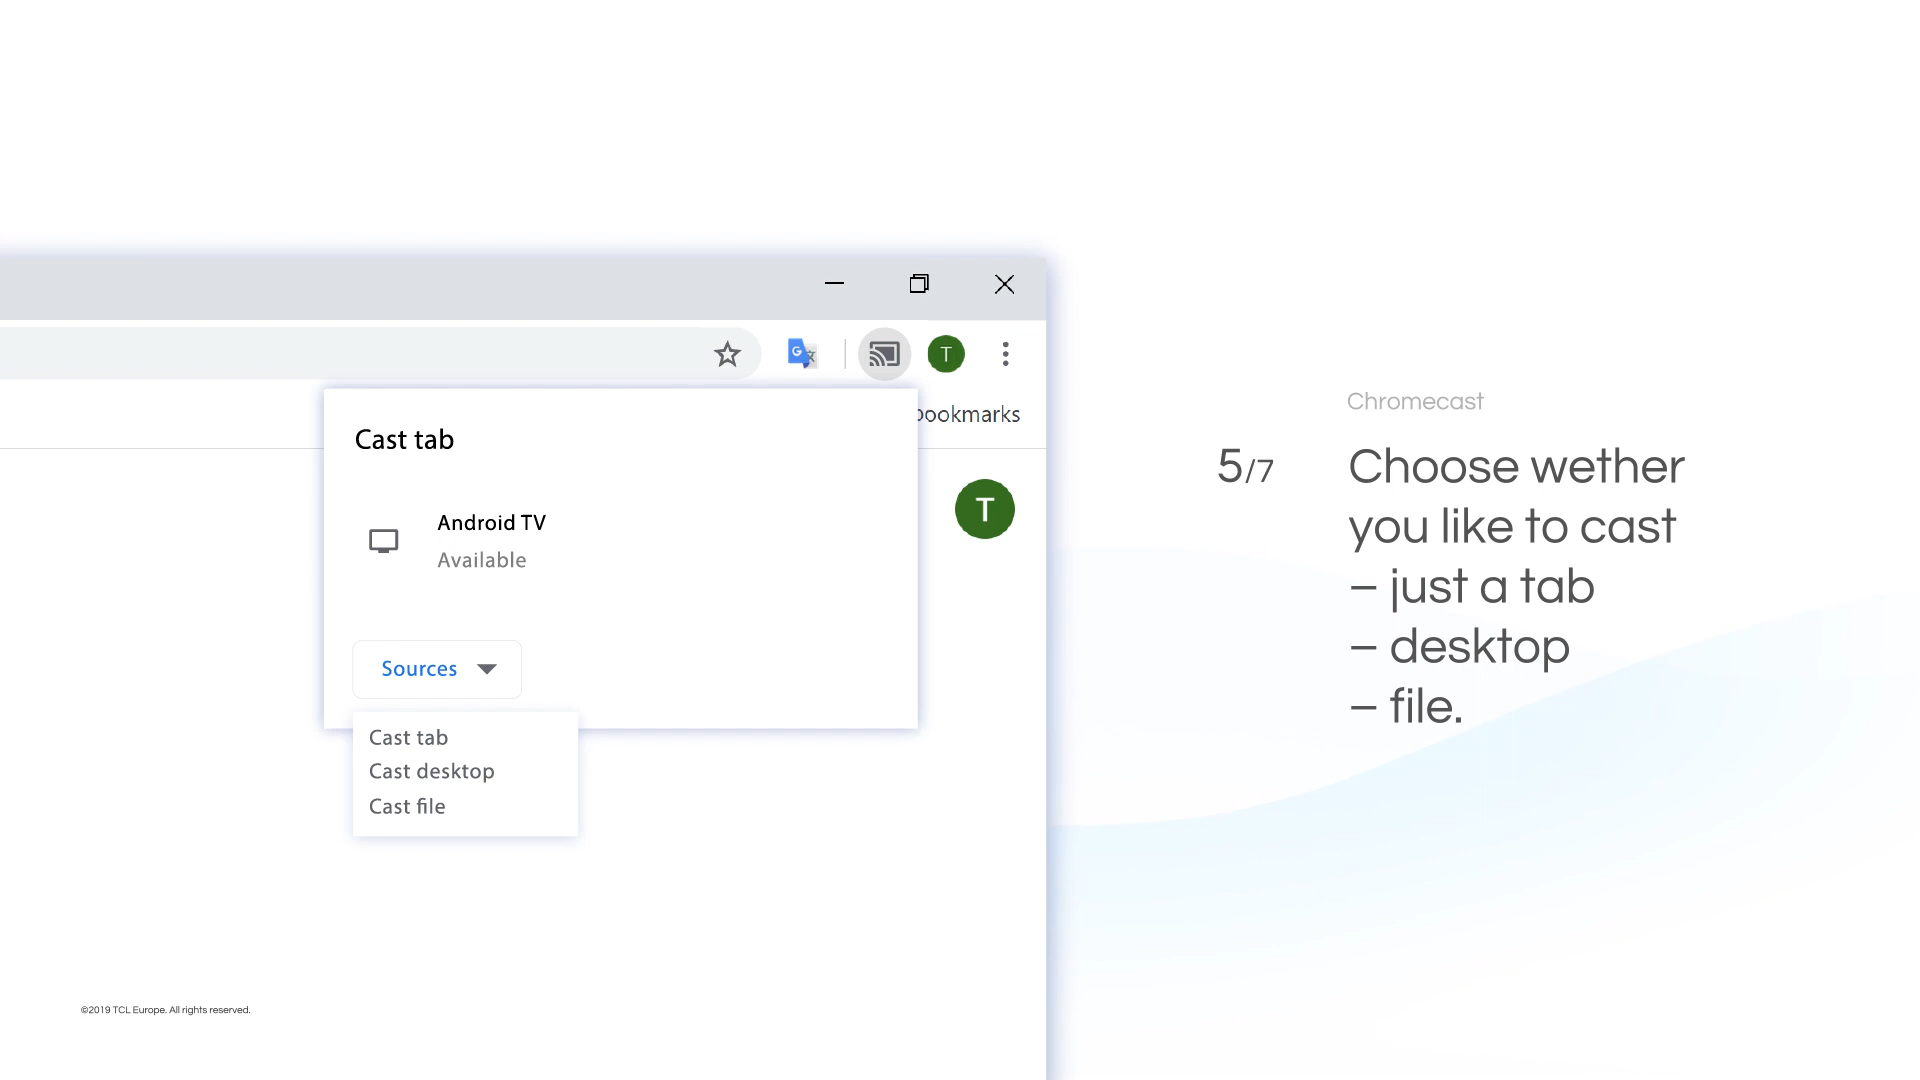 T
bookmarks
Cast tab
Android TV
Available
T
Sources
Cast tab
Cast desktop
Cast file
Chromecast
5/7
Choose wether
you like to cast
– just a tab
– desktop
– file.
©2019 TCL Europe. All rights reserved.